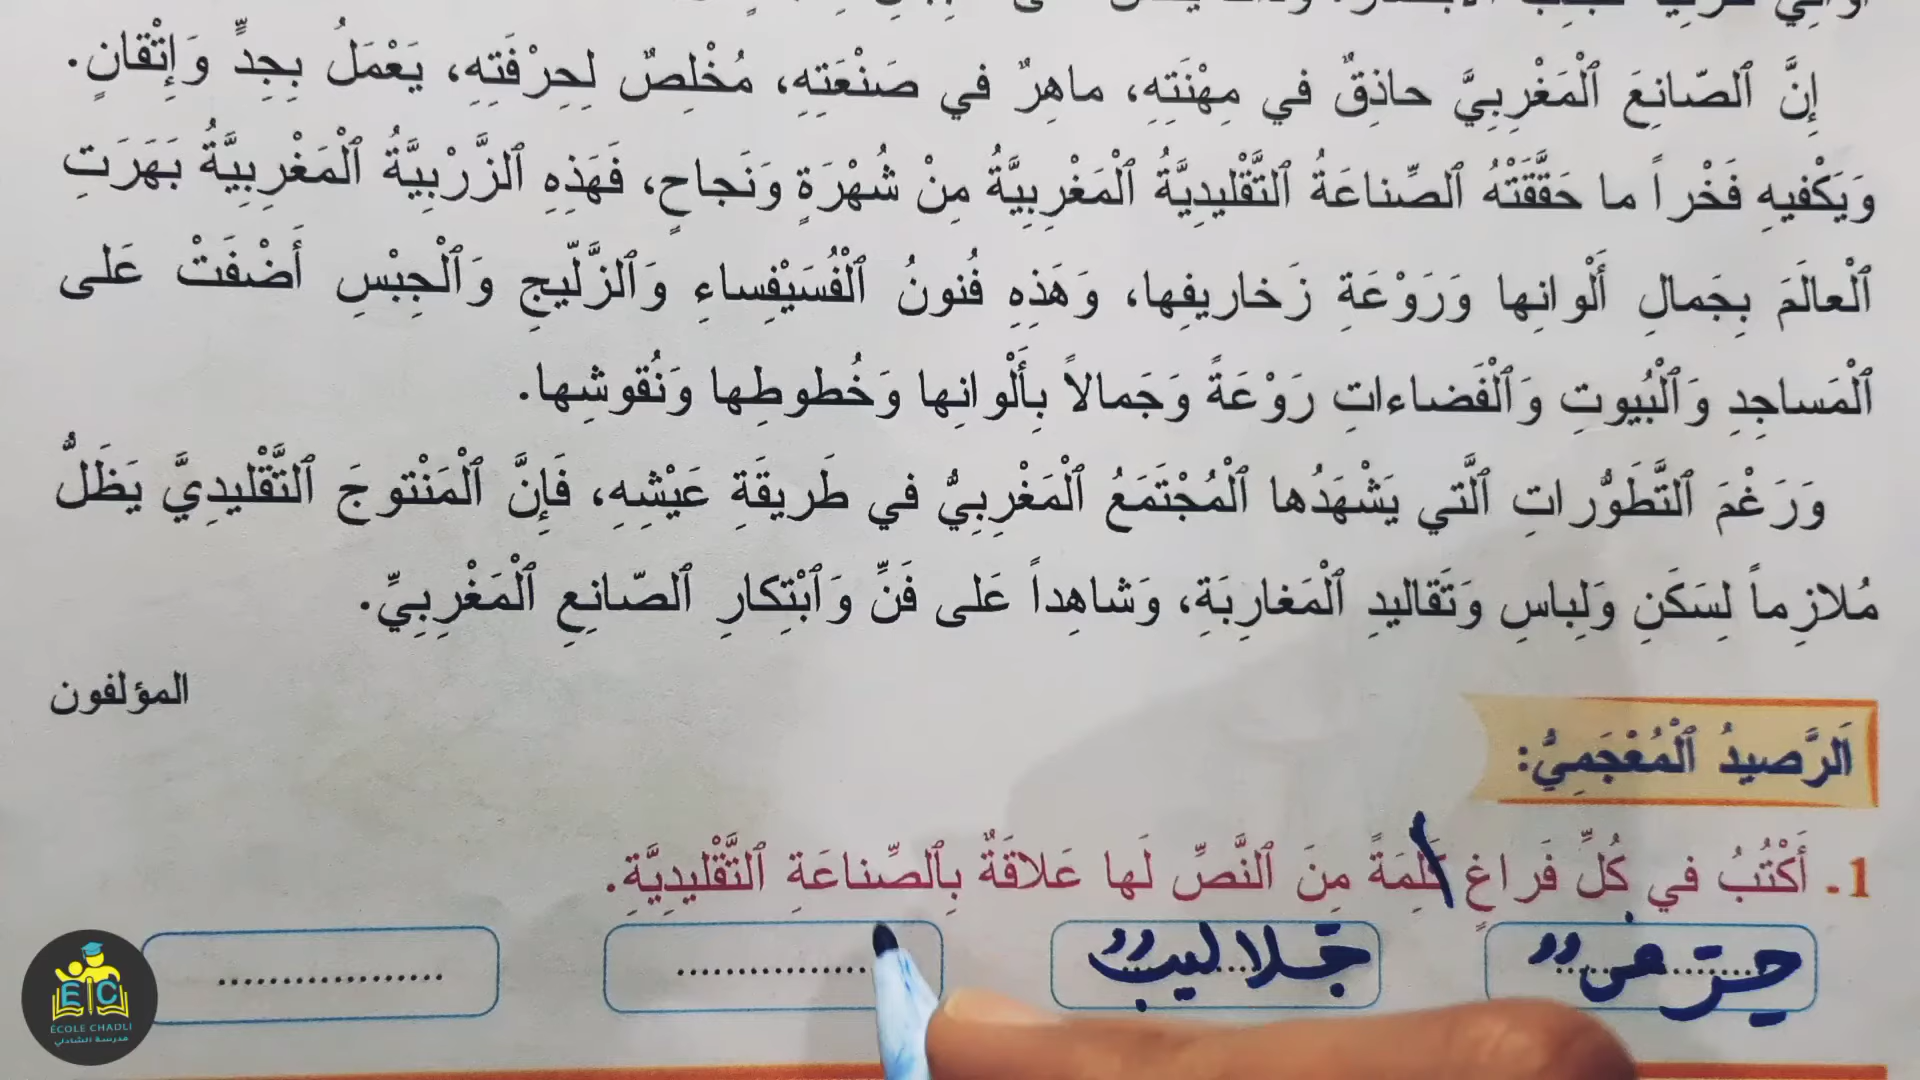 إِنَّ ٱلصّانِعَ ٱلْمَغْرِبِيَّ حاذِقٌ في مِهْنَتِهِ، ماهِرٌ في صَنْعَتِهِ، مُخْلِصٌ لِحِرْفَتِهِ، يَعْمَلُ بِجِدٍّ وَإِتْقانٍ.
وَيَكْفيهِ فَخْراً ما حَقَّقَتْهُ ٱلصِّناعَةُ ٱلتَّقْليدِيَّةُ ٱلْمَغْرِبِيَّةُ مِنْ شُهْرَةٍ وَنَجاحٍ، فَهَذِهِ ٱلزَّرْبِيَّةُ ٱلْمَغْرِبِيَّةُ بَهَرَتِ
ٱلْعالَمَ بِجَمالِ أَلْوانِها وَرَوْعَةِ زَخاريفِها، وَهَذِهِ فُنونُ ٱلْفُسَيْفِساءِ وَٱلزَّلّيجِ وَٱلْجِبْسِ أَضْفَتْ عَلى
ٱلْمَساجِدِ وَٱلْبُيوتِ وَٱلْفَضاءاتِ رَوْعَةً وَجَمالاً بِأَلْوانِها وَخُطوطِها وَنُقوشِها.
وَرَغْمَ ٱلتَّطَوُّراتِ ٱلَّتي يَشْهَدُها ٱلْمُجْتَمَعُ ٱلْمَغْرِبِيُّ في طَريقَةِ عَيْشِهِ، فَإِنَّ ٱلْمَنْتوجَ ٱلتَّقْليدِيَّ يَظَلُّ
مُلازِماً لِسَكَنِ وَلِباسِ وَتَقاليدِ ٱلْمَغارِبَةِ، وَشاهِداً عَلى فَنِّ وَٱبْتِكارِ ٱلصّانِعِ ٱلْمَغْرِبِيِّ.
المؤلفون
اَلرَّصيدُ ٱلْمُعْجَمِيُّ:
1. أَكْتُبُ في كُلِّ فَراغٍ كَلِمَةً مِنَ ٱلنَّصِّ لَها عَلاقَةٌ بِٱلصِّناعَةِ ٱلتَّقْليدِيَّةِ.
جلاليب
ÉCOLE CHADLI
مدرسة الشادلي